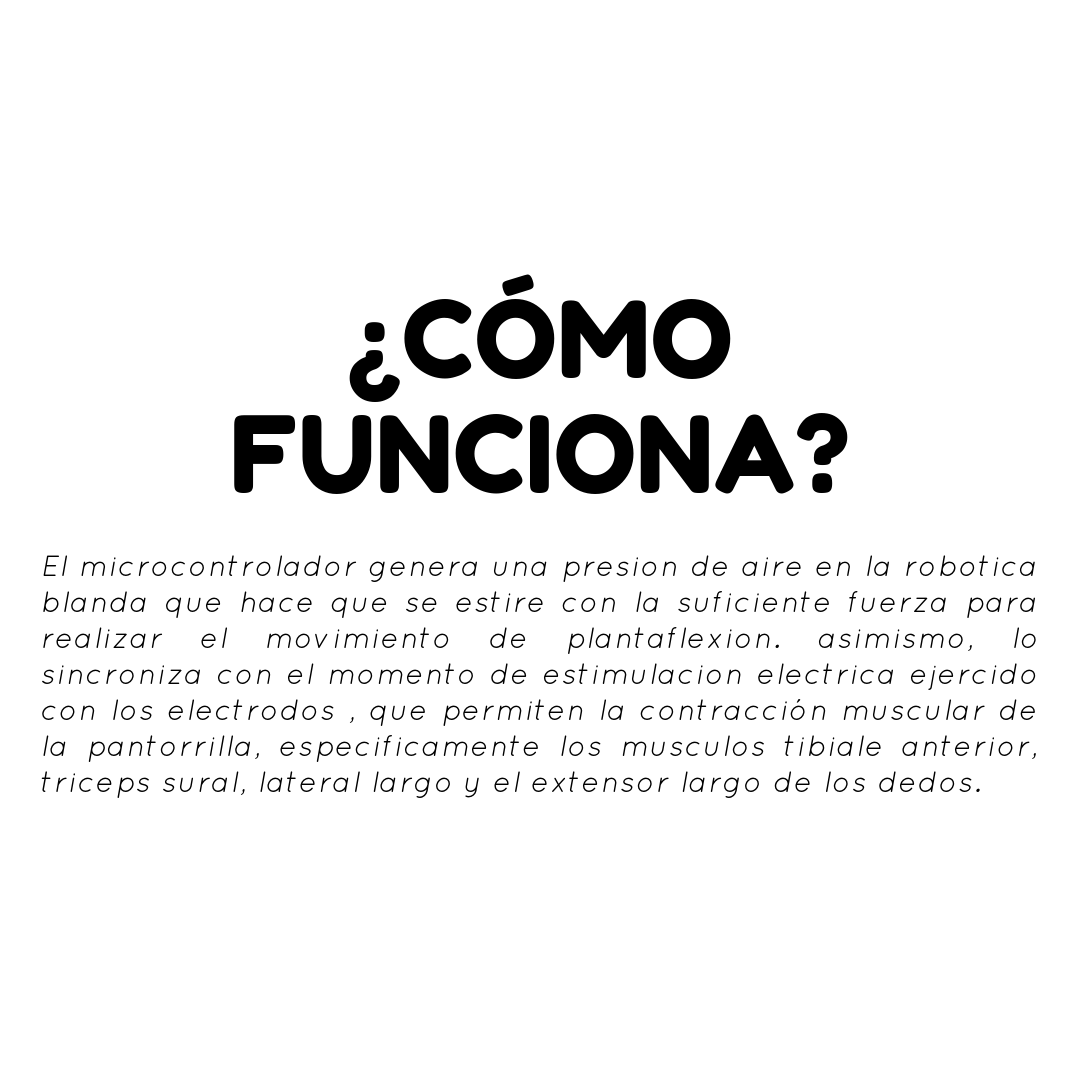 ¿CÓMO
FUNCIONA?
El microcontrolador genera una presion de aire en la robotica
blanda que hace que se estire con la suficiente fuerza para
realizar el movimiento de plantaflexion. asimismo, lo
sincroniza con el momento de estimulacion electrica ejercido
con los electrodos , que permiten la contracción muscular de
la pantorrilla, especificamente los musculos tibiale anterior,
triceps sural, lateral largo y el extensor largo de los dedos.